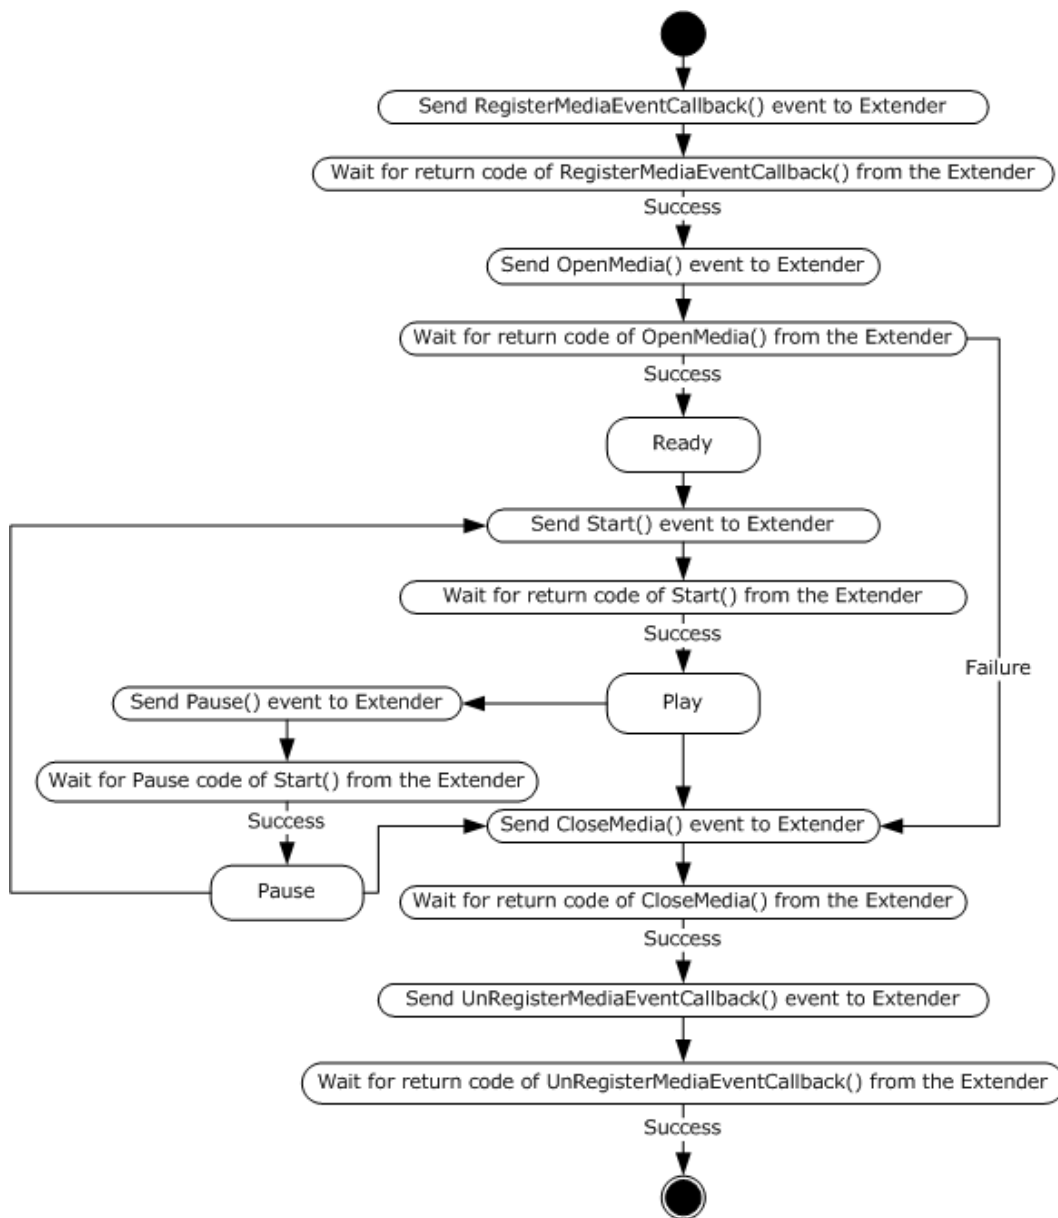 Send RegisterMediaEventCallback() event to Extender
Wait for return code of RegisterMediaEventCallback() from the Extender
Success
Send OpenMedia() event to Extender
Wait for return code of OpenMedia() from the Extender
Success
Ready
Send Start() event to Extender
Wait for return code of Start() from the Extender
Success
Failure
Send Pause() event to Extender
Play
Wait for Pause code of Start() from the Extender
Success
Send CloseMedia() event to Extender
Pause
Wait for return code of CloseMedia() from the Extender
Success
Send UnRegisterMediaEventCallback() event to Extender
Wait for return code of UnRegisterMediaEventCallback() from the Extender
Success